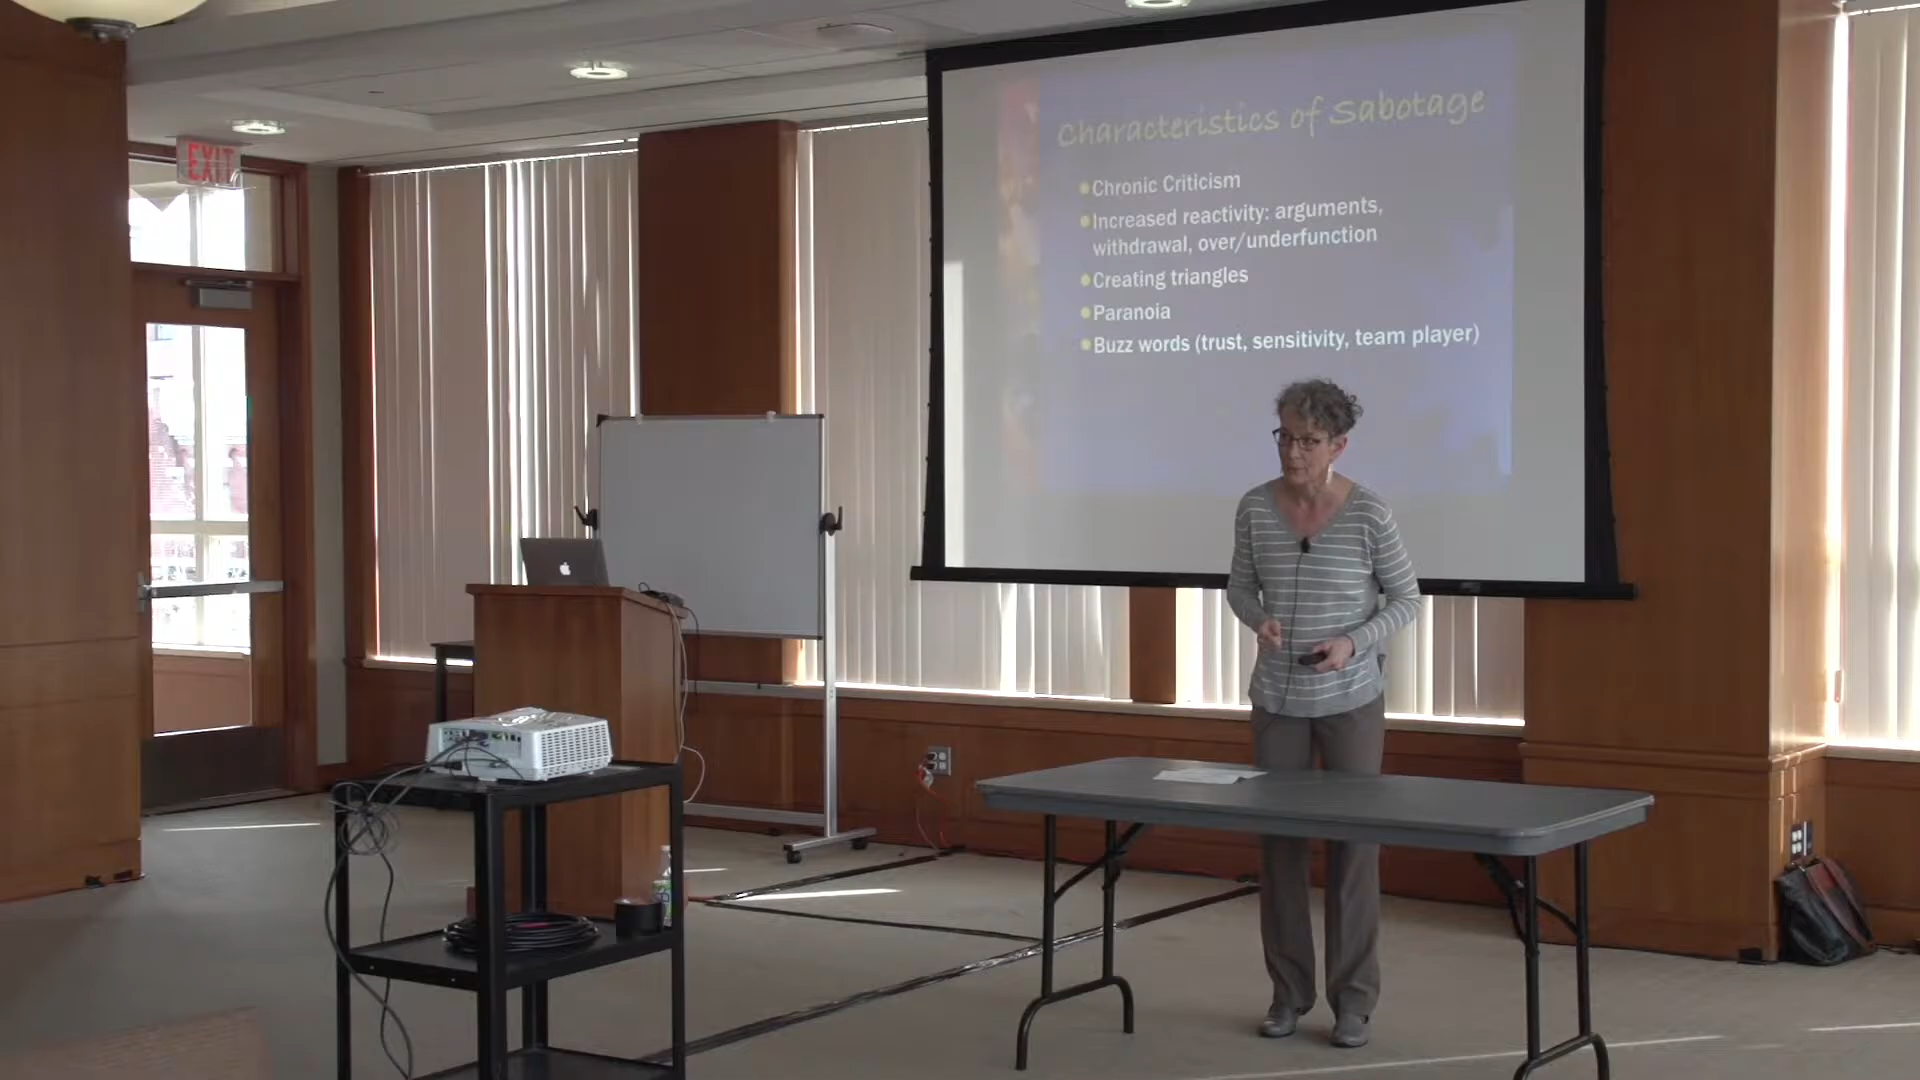 EXIT
Characteristics of Sabotage
Chronic Criticism
Increased reactivity: arguments,
withdrawal, over/underfunction
Creating triangles
Paranoia
Buzz words (trust, sensitivity, team player)